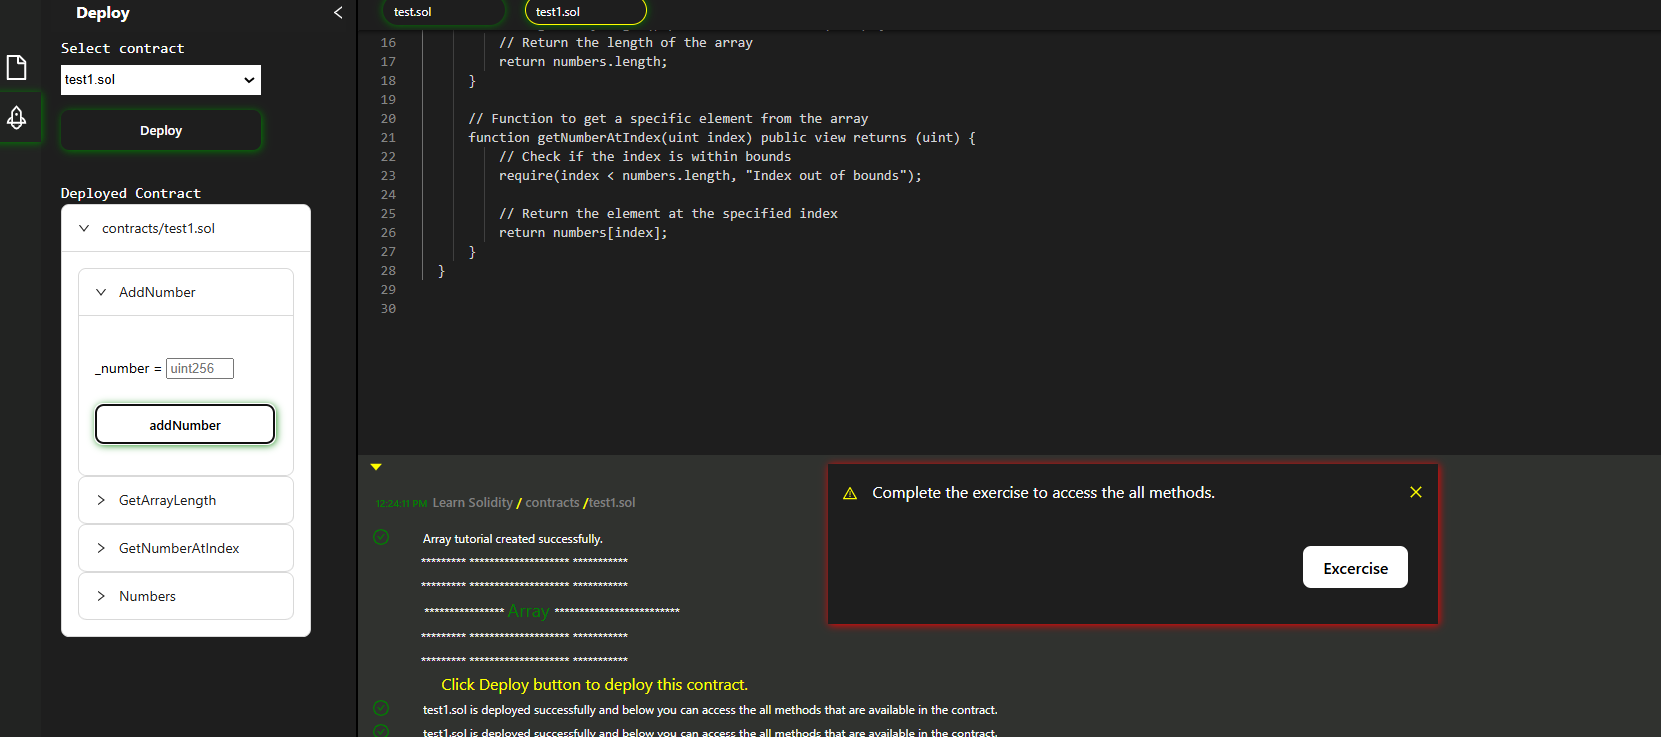 Deploy
Select contract
test1.sol
Deploy
Deployed Contract
contracts/test1.sol
AddNumber
_number = uint256
addNumber
GetArrayLength
GetNumberAtIndex
Numbers
test.sol
test1.sol
16 // Return the length of the array
17 return numbers.length;
18 }
19
20 // Function to get a specific element from the array
21 function getNumberAtIndex(uint index) public view returns (uint) {
22 // Check if the index is within bounds
23 require(index < numbers.length, "Index out of bounds");
24
25 // Return the element at the specified index
26 return numbers[index];
27 }
28 }
29
30
12:24:11 PM Learn Solidity / contracts /test1.sol
Array tutorial created successfully.
********* ******************** ***********
********* ******************** ***********
**************** Array *************************
********* ******************** ***********
********* ******************** ***********
Click Deploy button to deploy this contract.
test1.sol is deployed successfully and below you can access the all methods that are available in the contract.
test1.sol is deployed successfully and below you can access the all methods that are available in the contract.
Complete the exercise to access the all methods.
Excercise